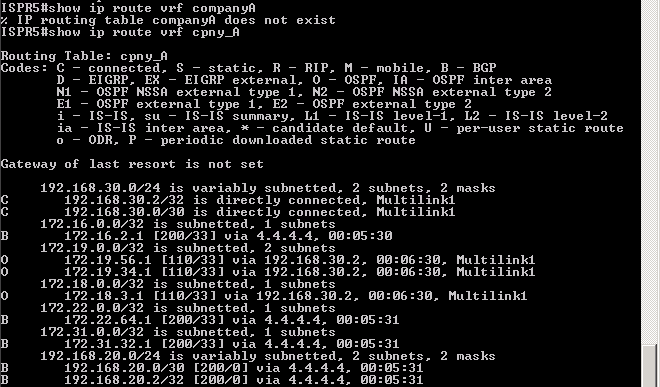 ISPR5#show ip route vrf companyA
% IP routing table companyA does not exist
ISPR5#show ip route vrf cpny_A
Routing Table: cpny_A
Codes: C - connected, S - static, R - RIP, M - mobile, B - BGP
D - EIGRP, EX - EIGRP external, O - OSPF, IA - OSPF inter area
N1 - OSPF NSSA external type 1, N2 - OSPF NSSA external type 2
E1 - OSPF external type 1, E2 - OSPF external type 2
i - IS-IS, su - IS-IS summary, L1 - IS-IS level-1, L2 - IS-IS level-2
ia - IS-IS inter area, * - candidate default, U - per-user static route
o - ODR, P - periodic downloaded static route
Gateway of last resort is not set
192.168.30.0/24 is variably subnetted, 2 subnets, 2 masks
C 192.168.30.2/32 is directly connected, Multilink1
C 192.168.30.0/30 is directly connected, Multilink1
172.16.0.0/32 is subnetted, 1 subnets
B 172.16.2.1 [200/33] via 4.4.4.4, 00:05:30
172.19.0.0/32 is subnetted, 2 subnets
O 172.19.56.1 [110/33] via 192.168.30.2, 00:06:30, Multilink1
O 172.19.34.1 [110/33] via 192.168.30.2, 00:06:30, Multilink1
172.18.0.0/32 is subnetted, 1 subnets
O 172.18.3.1 [110/33] via 192.168.30.2, 00:06:30, Multilink1
172.22.0.0/32 is subnetted, 1 subnets
B 172.22.64.1 [200/33] via 4.4.4.4, 00:05:31
172.31.0.0/32 is subnetted, 1 subnets
B 172.31.32.1 [200/33] via 4.4.4.4, 00:05:31
192.168.20.0/24 is variably subnetted, 2 subnets, 2 masks
B 192.168.20.0/30 [200/0] via 4.4.4.4, 00:05:31
B 192.168.20.2/32 [200/0] via 4.4.4.4, 00:05:31